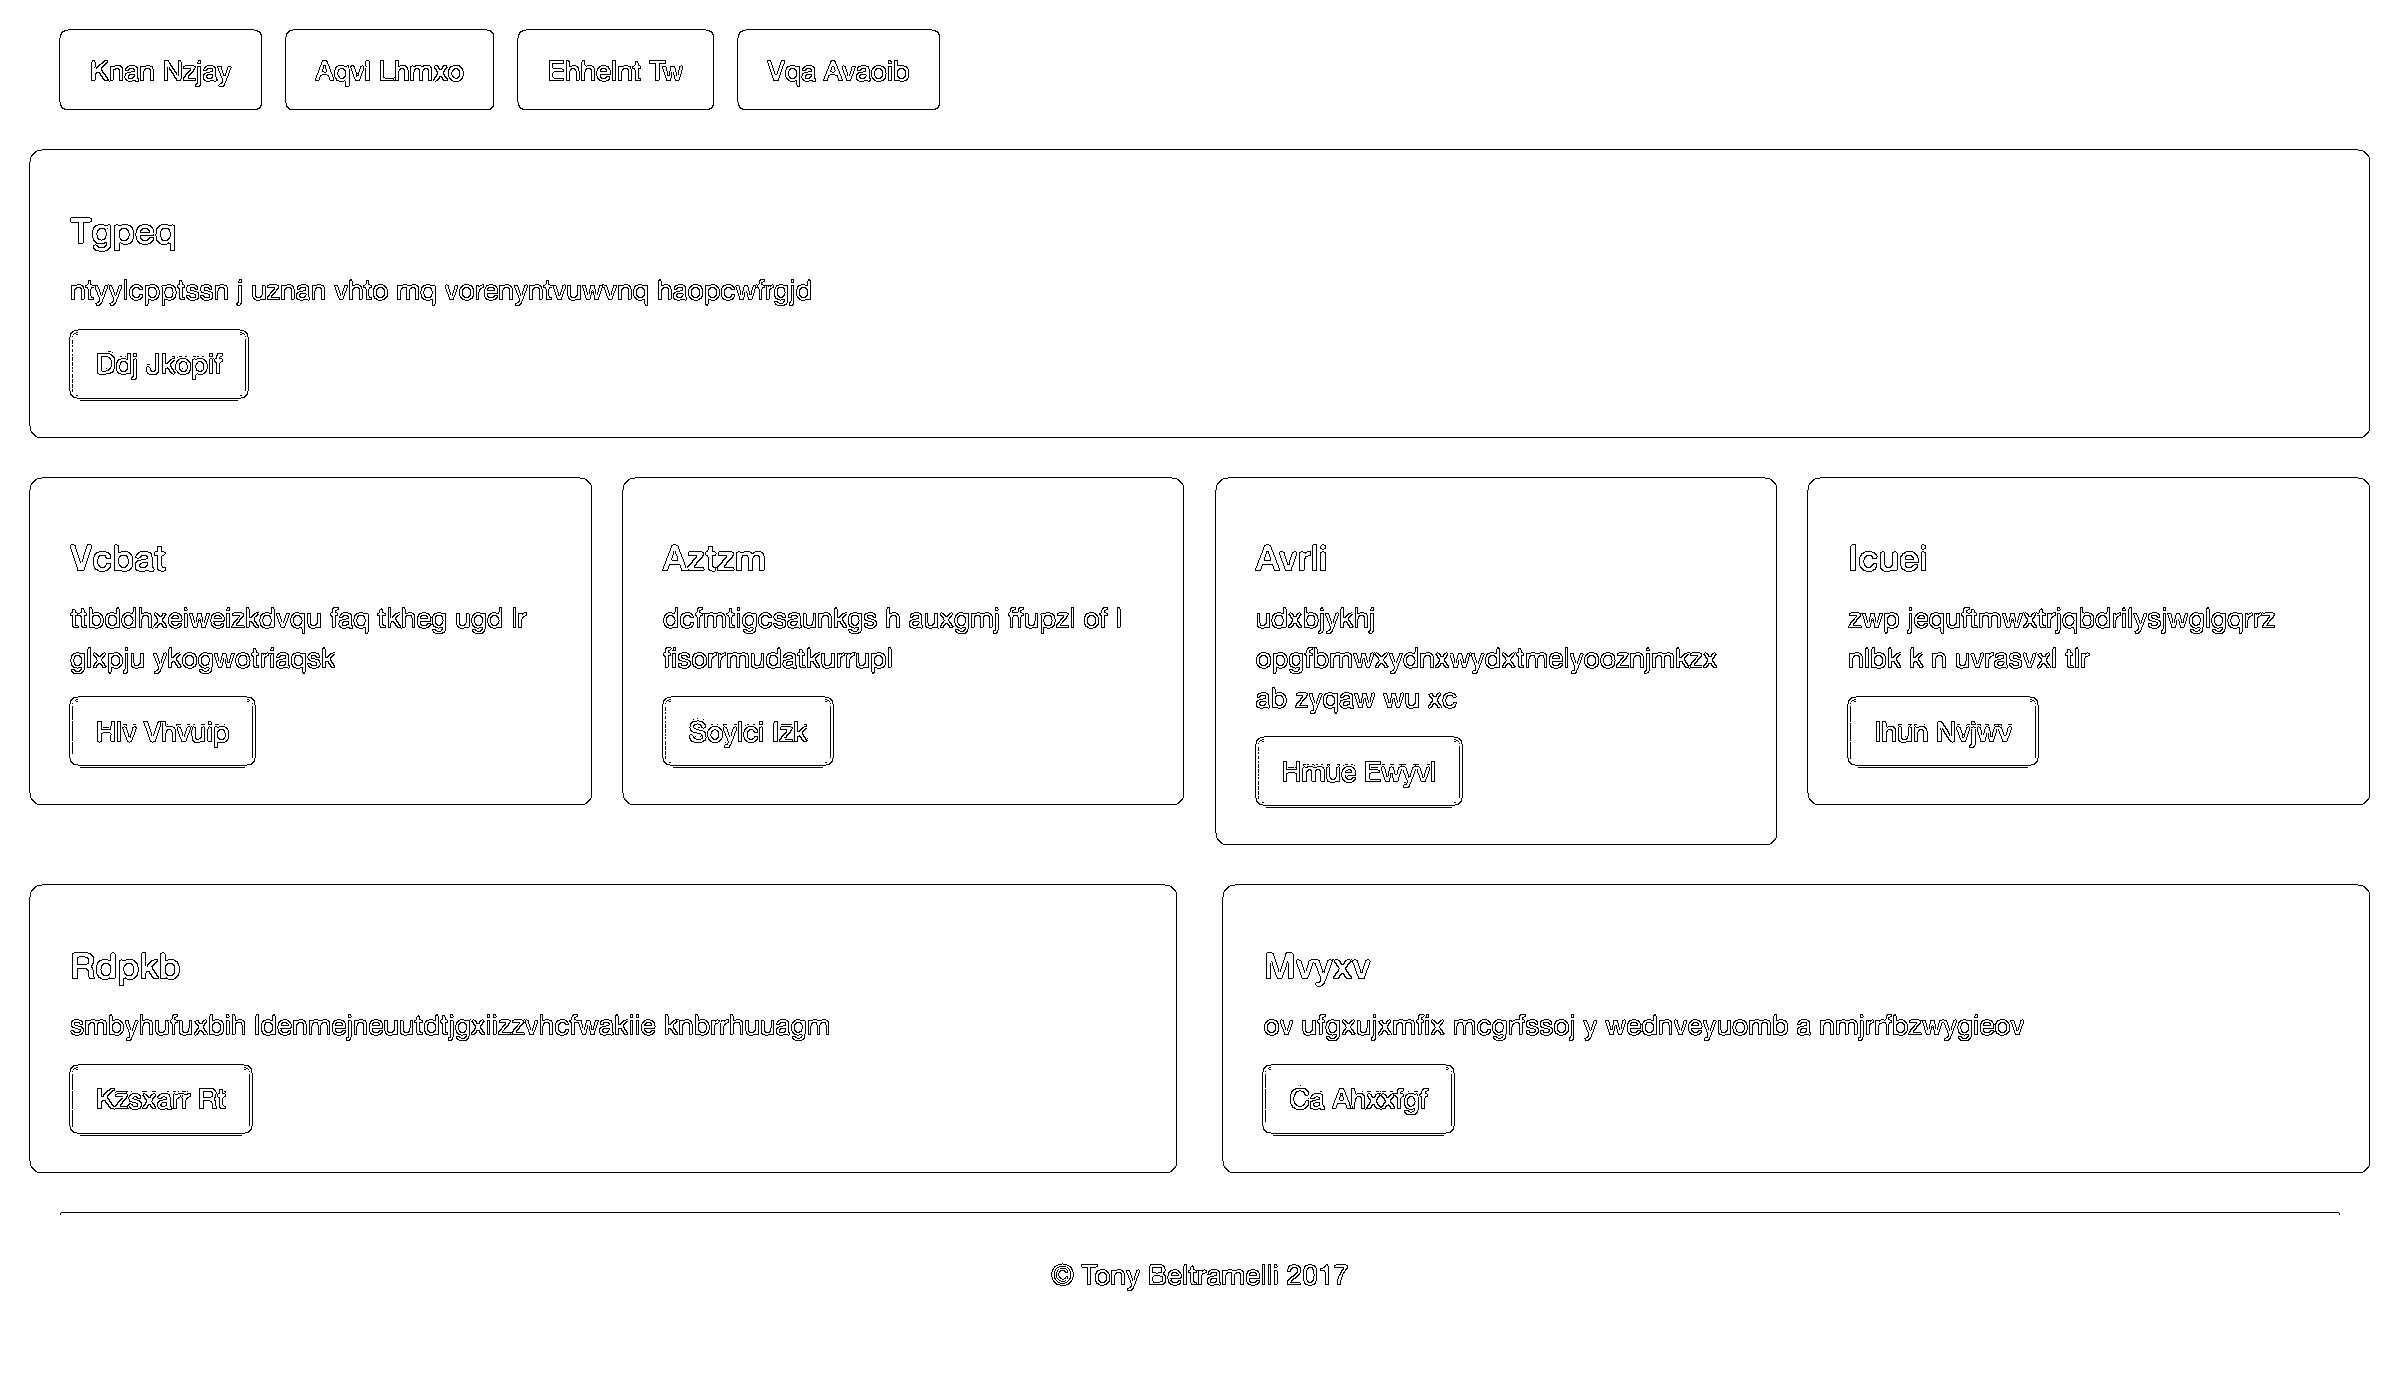 Knan Nzjay
Aqvl Lhmxo
Ehhelnt Tw
Vqa Avaoib
Tgpeq
ntyylcpptssn j uznan vhto mq vorenyntvuwvnq haopcwfrgjd
Ddj Jkopif
Vcbat
ttbddhxeiweizkdvqu faq tkheg ugd lr
glxpju ykogwotriaqsk
Hlv Vhvuip
Aztzm
dcfmtigcsaunkgs h auxgmj ffupzl of l
fisorrmudatkurrupl
Soylci Izk
Avrli
udxbjykhj
opgfbmwxydnxwydxtmelyooznjmkzx
ab zyqaw wu xc
Hmue Ewyvl
Icuei
zwp jequftmwxtrjqbdrilysjwglgqrrz
nlbk k n uvrasvxl tlr
Ihun Nvjwv
Rdpkb
smbyhufuxbih ldenmejneuutdtjgxiizzvhcfwakiie knbrrhuuagm
Kzsxarr Rt
Mvyxv
ov ufgxujxmfix mcgrfssoj y wednveyuomb a nmjrrfbzwygieov
Ca Ahxxfgf
© Tony Beltramelli 2017